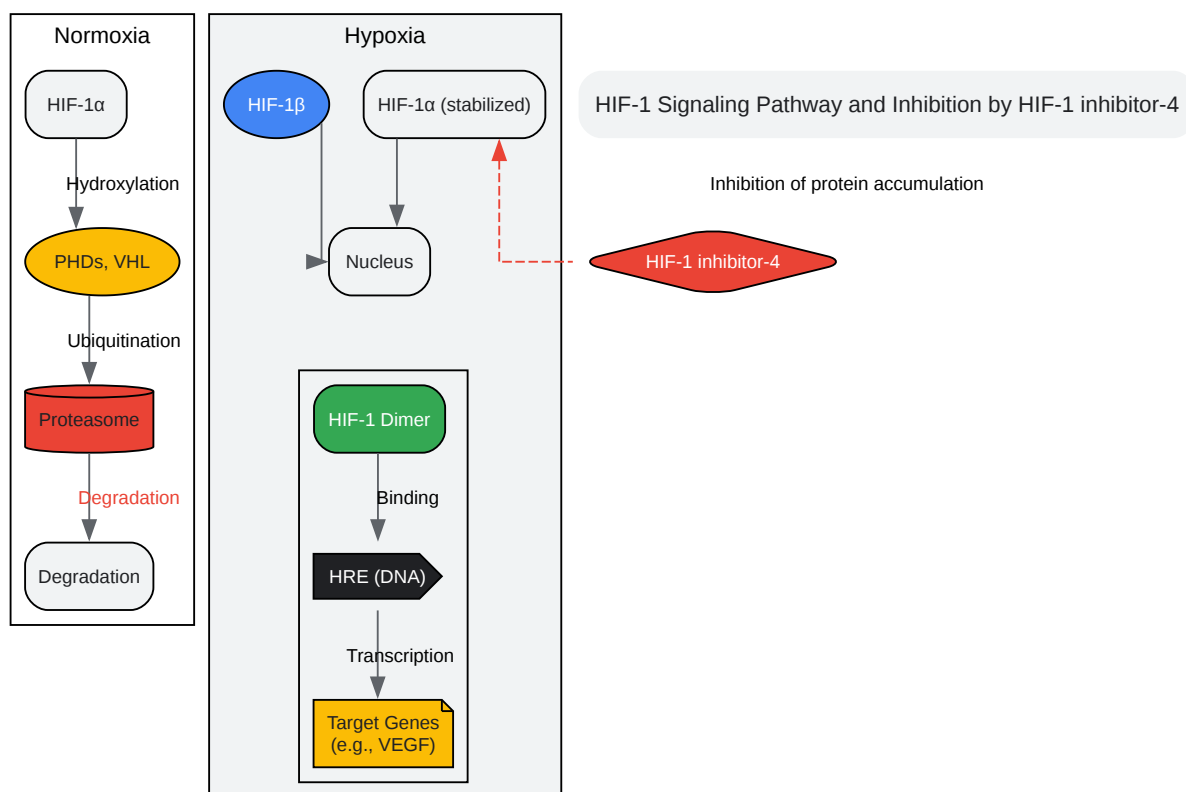 Normoxia
HIF-1α
Hydroxylation
PHDs, VHL
Ubiquitination
Proteasome
Degradation
Degradation
Hypoxia
HIF-1β
HIF-1α (stabilized)
Nucleus
HIF-1 Dimer
Binding
HRE (DNA)
Transcription
Target Genes
(e.g., VEGF)
HIF-1 Signaling Pathway and Inhibition by HIF-1 inhibitor-4
Inhibition of protein accumulation
HIF-1 inhibitor-4